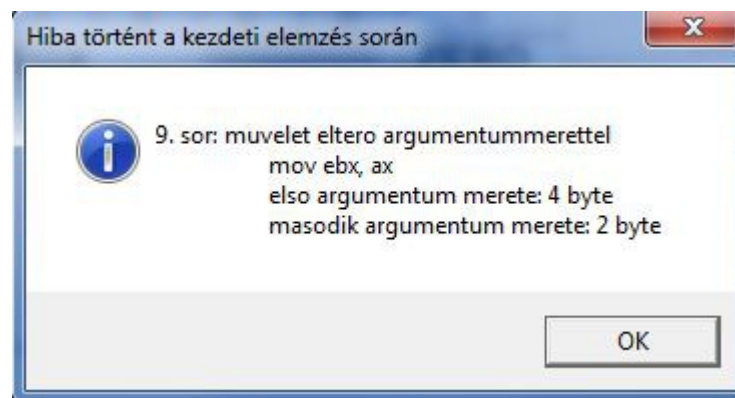 Hiba történt a kezdeti elemzés során
9. sor: muvelet eltero argumentummerettel
mov ebx, ax
elso argumentum merete: 4 byte
masodik argumentum merete: 2 byte
OK